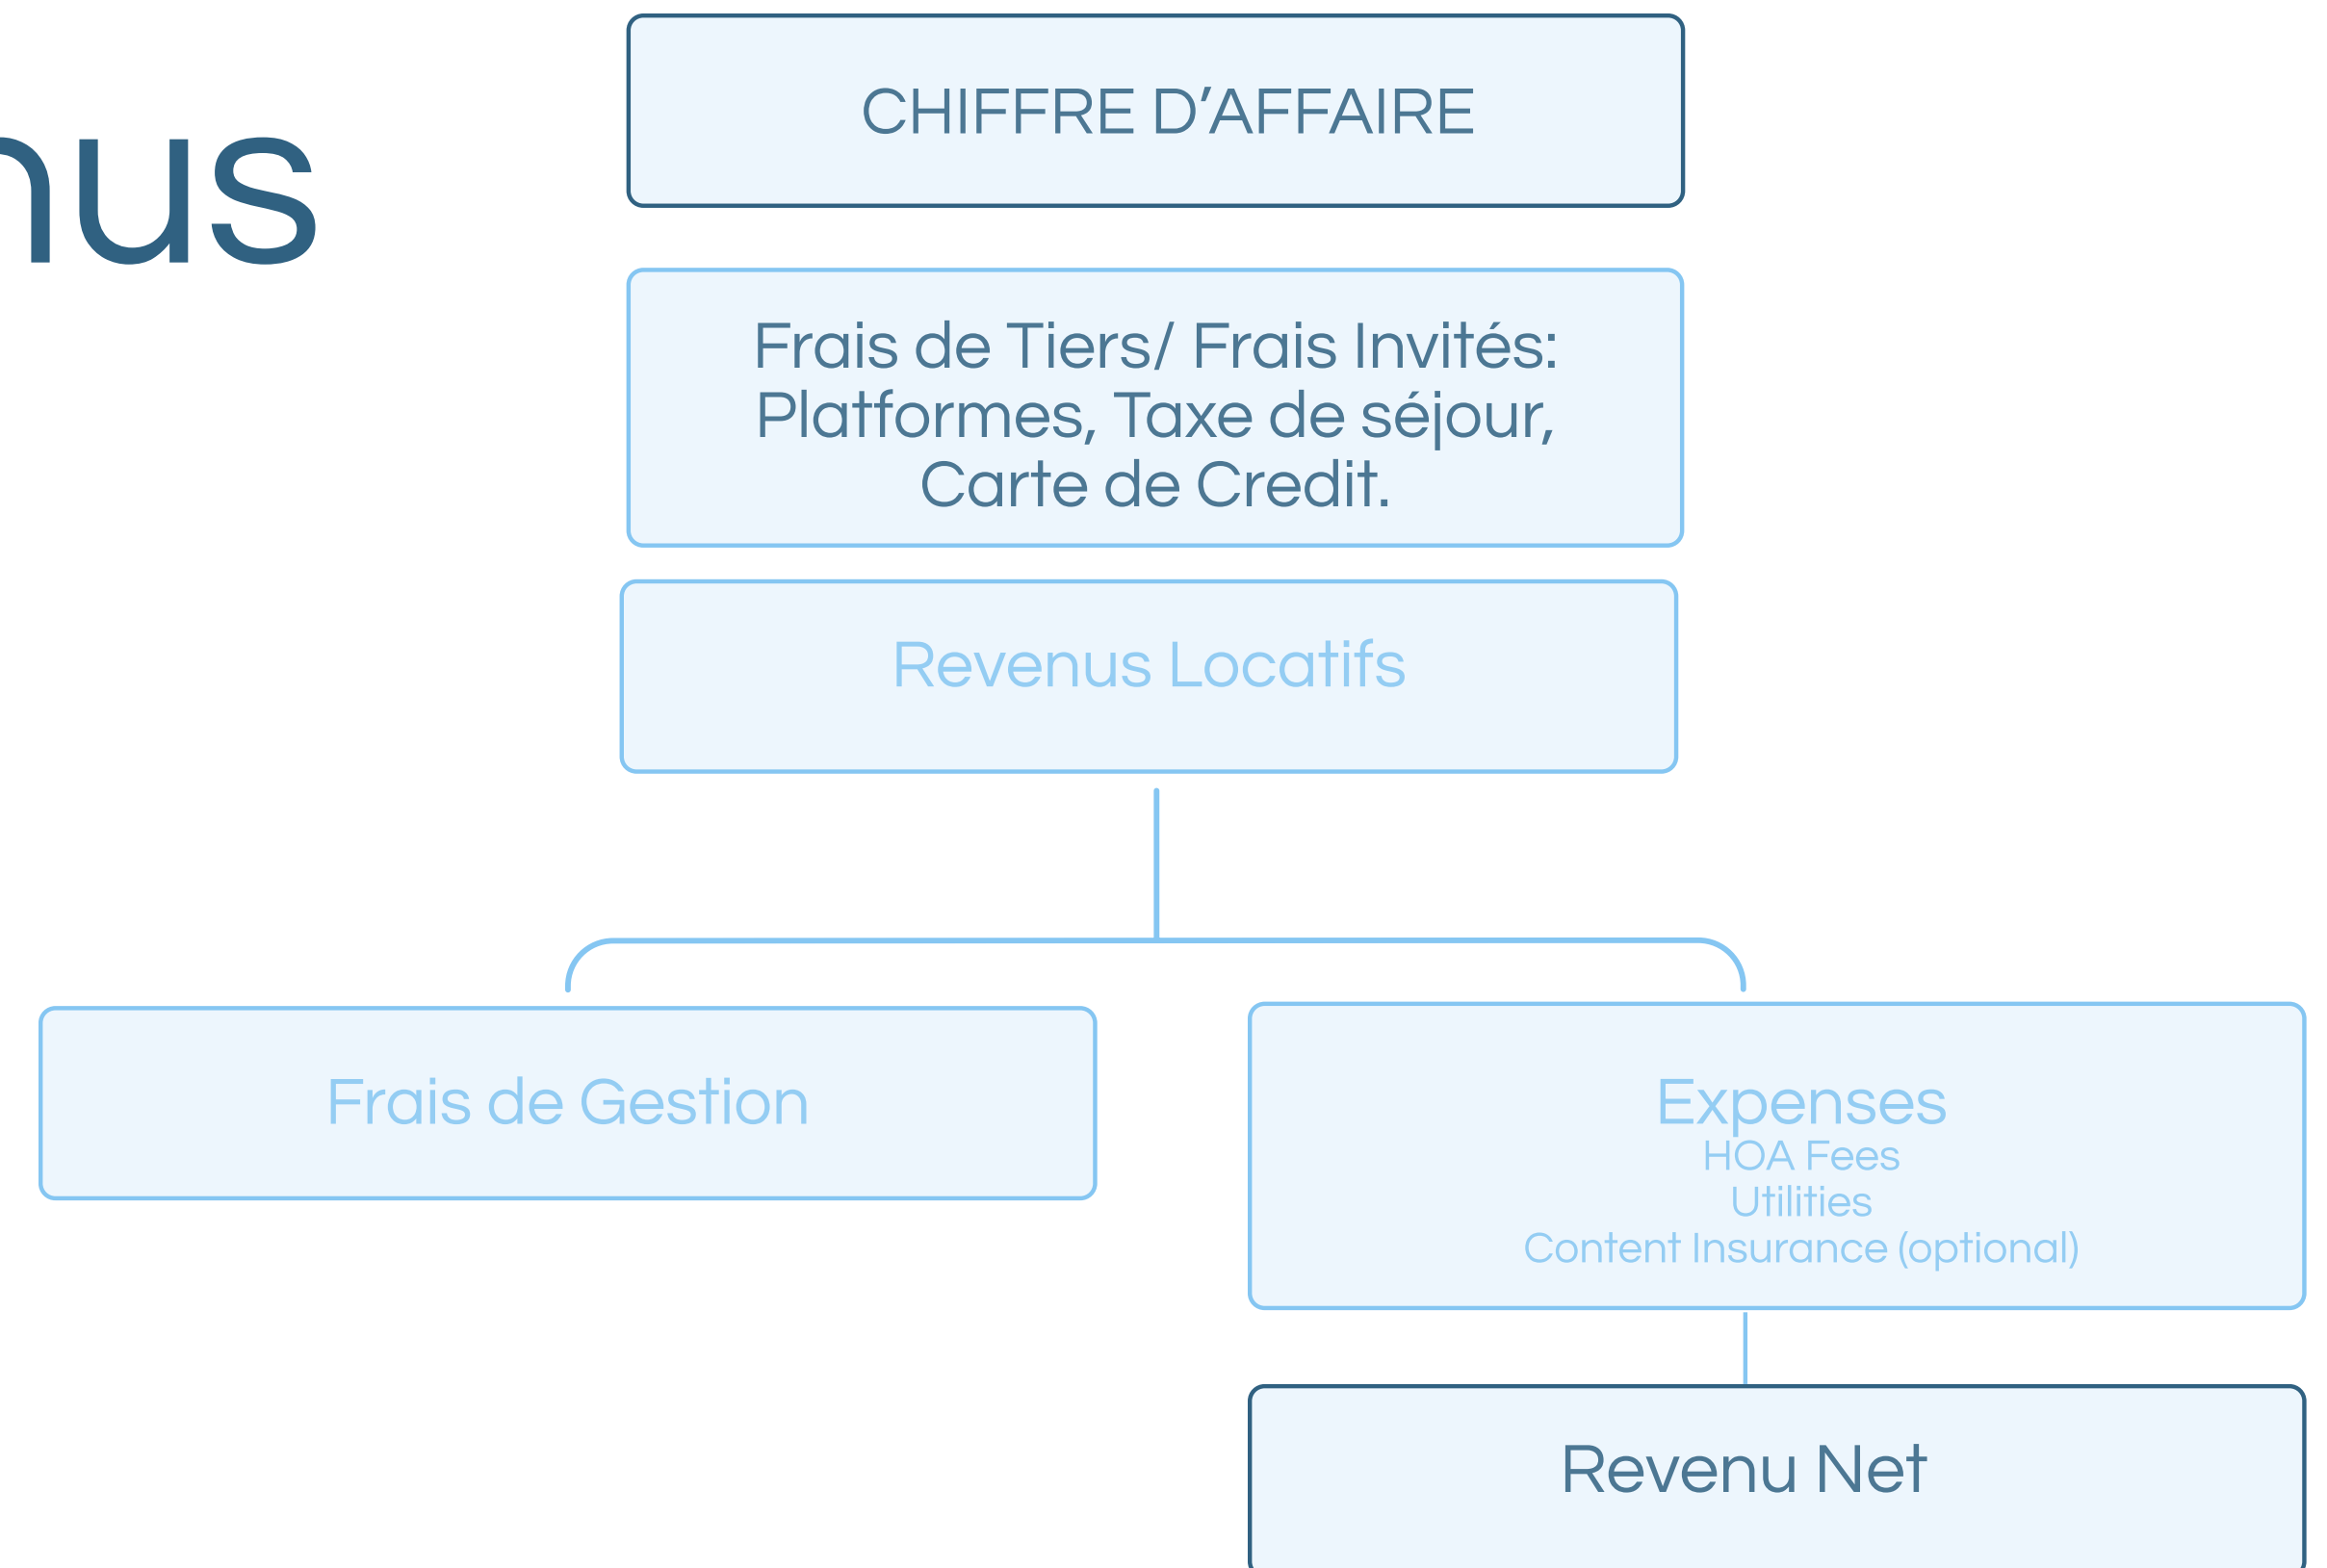 nus
CHIFFRE D'AFFAIRE
Frais de Tiers/ Frais Invités:
Platformes, Taxe de séjour,
Carte de Credit.
Revenus Locatifs
Frais de Gestion
Expenses
HOA Fees
Utilities
Content Insurance (optional)
Revenu Net